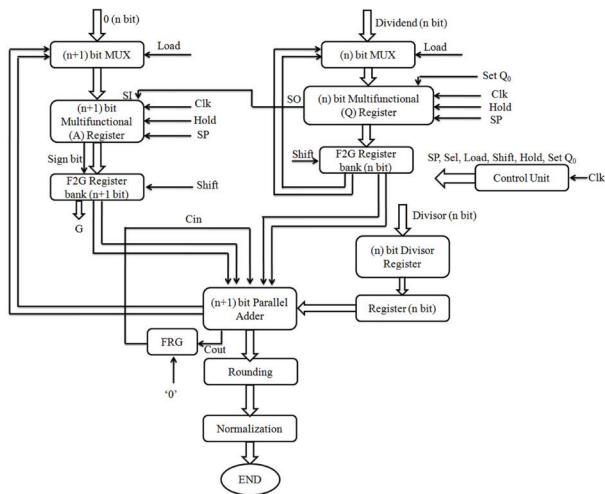 0 (n bit)
(n+1) bit MUX
Load
SI
(n+1) bit
Multifunctional
(A) Register
Clk
Hold
SP
Sign bit
F2G Register
bank (n+1 bit)
Shift
G
Dividend (n bit)
(n) bit MUX
Load
Set Q₀
SO
(n) bit Multifunctional
(Q) Register
Clk
Hold
SP
Shift
F2G Register
bank (n bit)
SP, Sel, Load, Shift, Hold, Set Q₀
Control Unit
Clk
Cin
Divisor (n bit)
(n) bit Divisor
Register
Register (n bit)
(n+1) bit Parallel
Adder
FRG
Cout
'0'
Rounding
Normalization
END